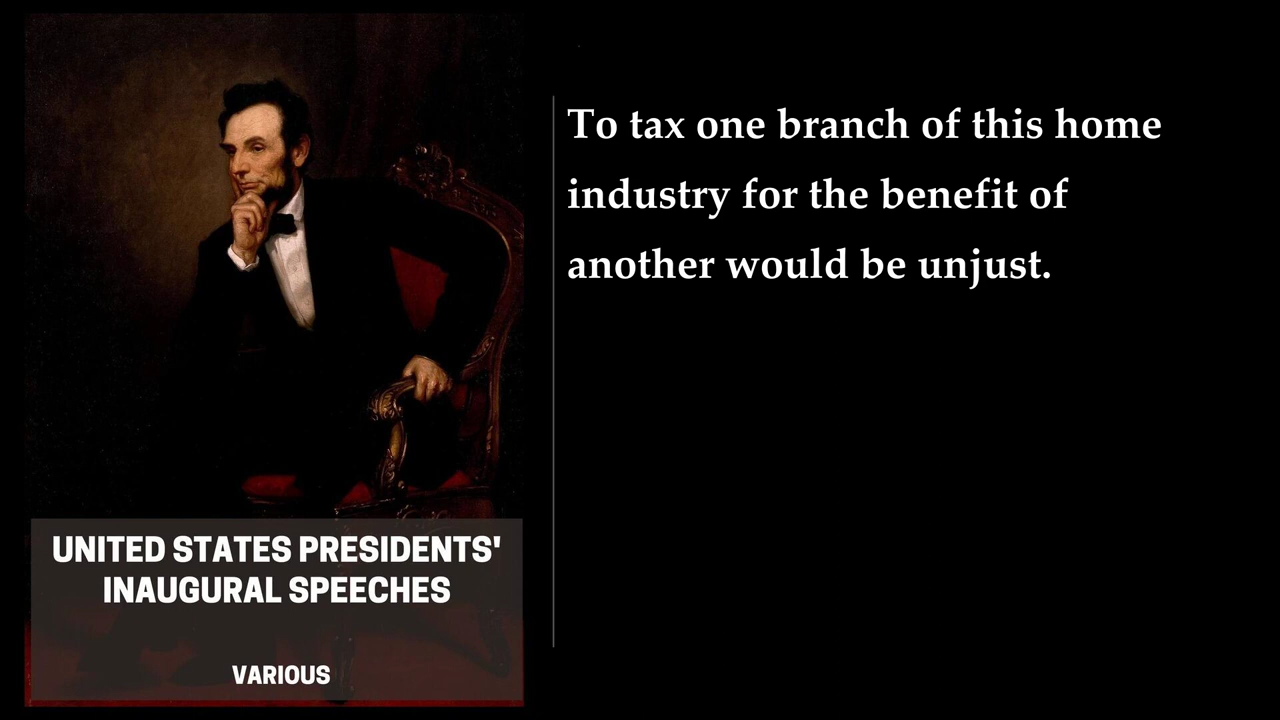 To tax one branch of this home
industry for the benefit of
another would be unjust.
UNITED STATES PRESIDENTS'
INAUGURAL SPEECHES
VARIOUS